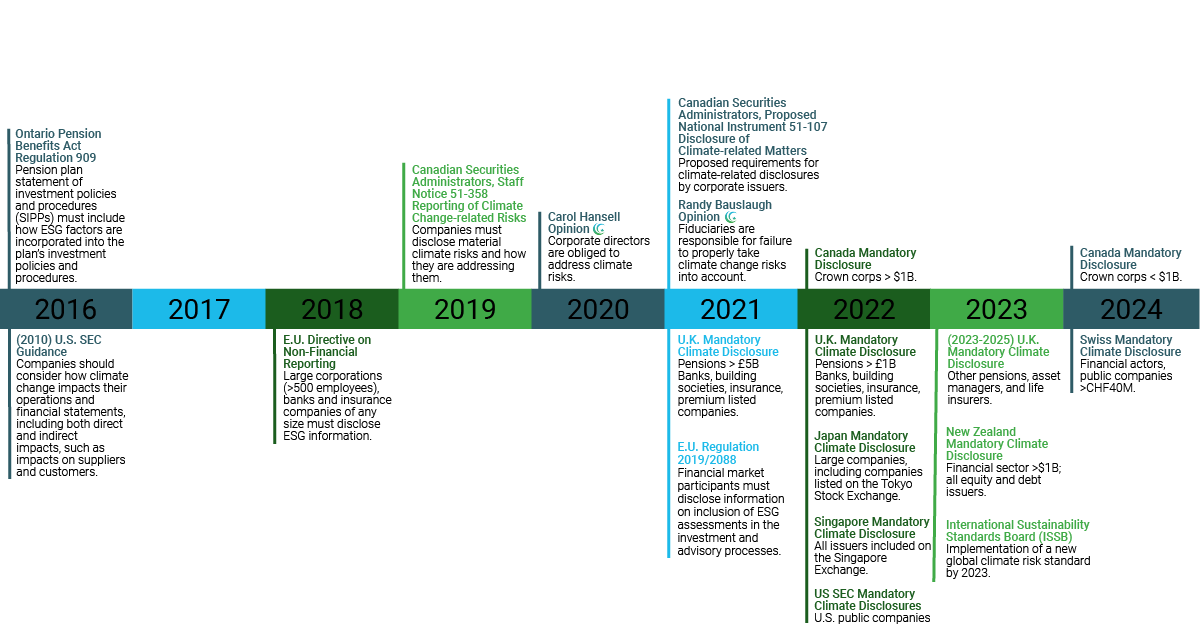 Ontario Pension
Benefits Act
Regulation 909
Pension plan
statement of
investment policies
and procedures
(SIPPs) must include
how ESG factors are
incorporated into the
plan's investment
policies and
procedures.
Canadian Securities
Administrators, Staff
Notice 51-358
Reporting of Climate
Change-related Risks
Companies must
disclose material
climate risks and how
they are addressing
them.
Carol Hansell
Opinion
Corporate directors
are obliged to
address climate
risks.
Canadian Securities
Administrators, Proposed
National Instrument 51-107
Disclosure of
Climate-related Matters
Proposed requirements for
climate-related disclosures
by corporate issuers.
Randy Bauslaugh
Opinion
Fiduciaries are
responsible for failure
to properly take
climate change risks
into account.
Canada Mandatory
Disclosure
Crown corps > $1B.
Canada Mandatory
Disclosure
Crown corps < $1B.
2016 2017 2018 2019 2020 2021 2022 2023 2024
(2010) U.S. SEC
Guidance
Companies should
consider how climate
change impacts their
operations and
financial statements,
including both direct
and indirect
impacts, such as
impacts on suppliers
and customers.
E.U. Directive on
Non-Financial
Reporting
Large corporations
(>500 employees),
banks and insurance
companies of any
size must disclose
ESG information.
U.K. Mandatory
Climate Disclosure
Pensions > £5B
Banks, building
societies, insurance,
premium listed
companies.
E.U. Regulation
2019/2088
Financial market
participants must
disclose information
on inclusion of ESG
assessments in the
investment and
advisory processes.
U.K. Mandatory
Climate Disclosure
Pensions > £1B
Banks, building
societies, insurance,
premium listed
companies.
Japan Mandatory
Climate Disclosure
Large companies,
including companies
listed on the Tokyo
Stock Exchange.
Singapore Mandatory
Climate Disclosure
All issuers included on
the Singapore
Exchange.
US SEC Mandatory
Climate Disclosures
U.S. public companies
(2023-2025) U.K.
Mandatory Climate
Disclosure
Other pensions, asset
managers, and life
insurers.
New Zealand
Mandatory Climate
Disclosure
Financial sector >$1B;
all equity and debt
issuers.
International Sustainability
Standards Board (ISSB)
Implementation of a new
global climate risk standard
by 2023.
Swiss Mandatory
Climate Disclosure
Financial actors,
public companies
>CHF40M.